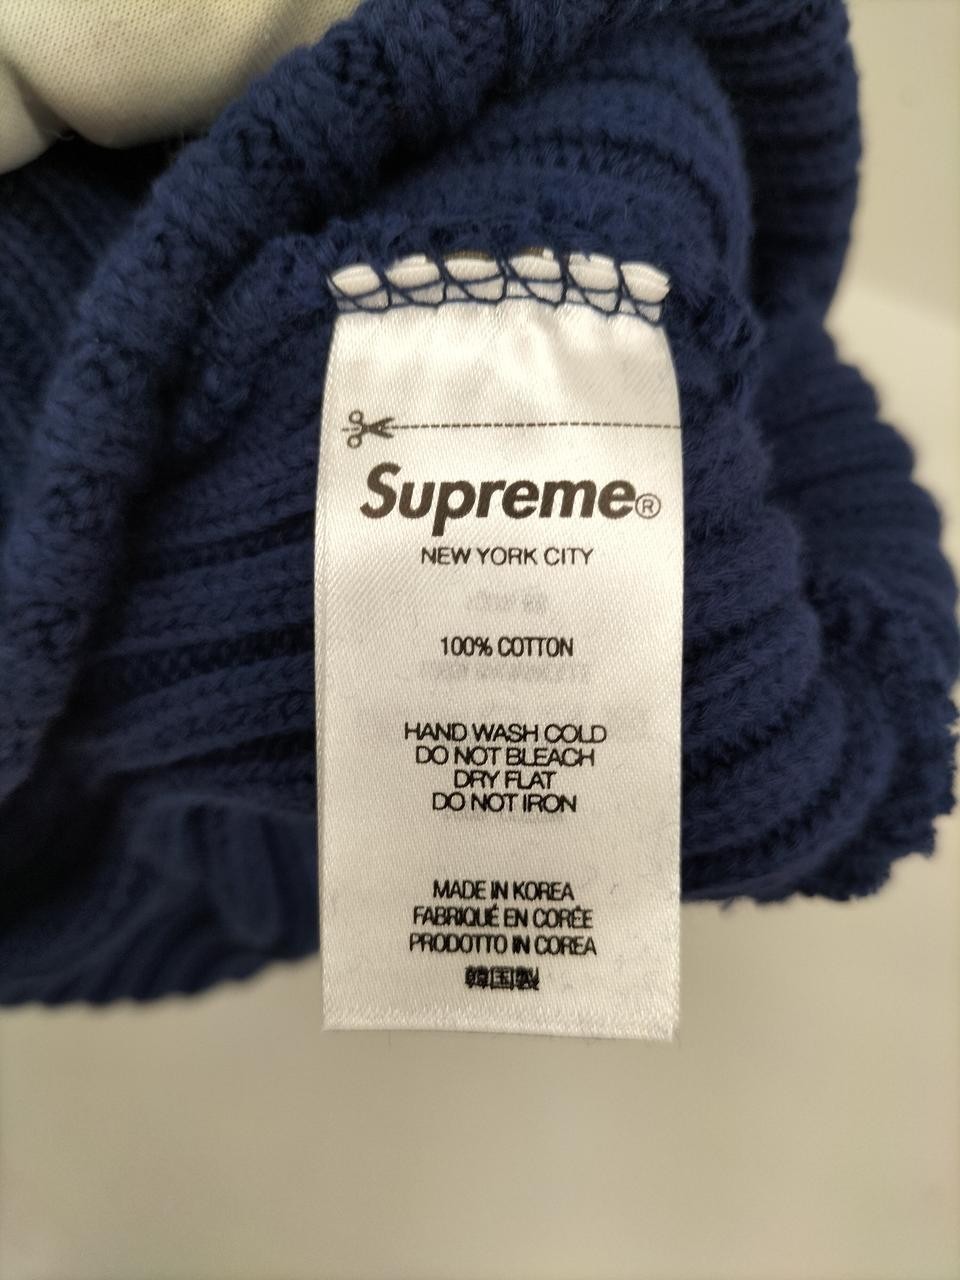 Supreme®
NEW YORK CITY
100% COTTON
HAND WASH COLD
DO NOT BLEACH
DRY FLAT
DO NOT IRON
MADE IN KOREA
FABRIQUÉ EN CORÉE
PRODOTTO IN COREA
韓国製